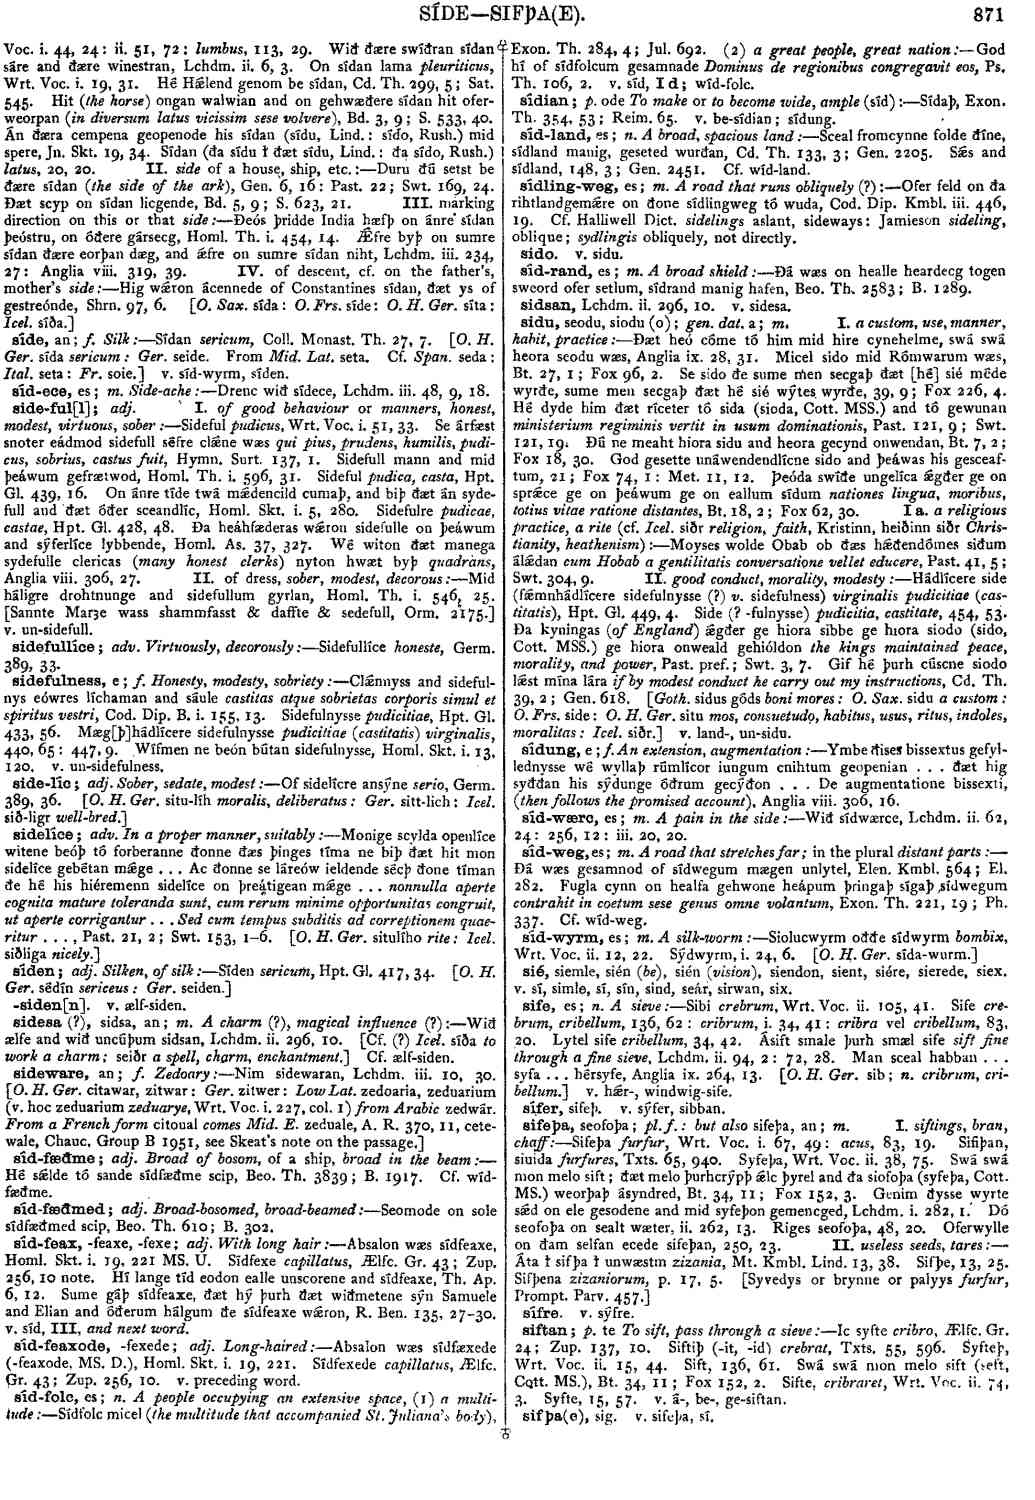 SÍDE—SIFÞA(E). 871
Voc. i. 44, 24: ii. 51, 72: lumbus, 113, 29. Wið ðære swíðran sídan
sáre and ðære winestran, Lchdm. ii. 6, 3. On sídan lama pleuriticus,
Wrt. Voc. i. 19, 31. Hé Hǽlend genom be sídan, Cd. Th. 299, 5; Sat.
545. Hit (the horse) ongan walwian and on gehwæðere sídan hit ofer-
weorpan (in diversum latus vicissim sese volvere), Bd. 3, 9; S. 533, 40.
Án ðæra cempena geopenode his sídan (sídu, Lind.: sído, Rush.) mid
spere, Jn. Skt. 19, 34. Sídan (ða sídu ł ðæt sídu, Lind.: ða sído, Rush.)
latus, 20, 20. II. side of a house, ship, etc.:—Duru ðú setst be
ðære sídan (the side of the ark), Gen. 6, 16: Past. 22; Swt. 169, 24.
Ðæt scyp on sídan licgende, Bd. 5, 9; S. 623, 21. III. marking
direction on this or that side:—Ðeós þridde India hæfþ on ánre sídan
þeóstru, on óðere gársecg, Homl. Th. i. 454, 14. Ǽfre byþ on sumre
sídan ðære eorþan dæg, and ǽfre on sumre sídan niht, Lchdm. iii. 234,
27: Anglia viii. 319, 39. IV. of descent, cf. on the father's,
mother's side:—Hig wǽron ácennede of Constantines sídan, ðæt ys of
gestreónde, Shrn. 97, 6. [O. Sax. sída: O. Frs. síde: O. H. Ger. síta:
Icel. síða.]
síde, an; f. Silk:—Sídan sericum, Coll. Monast. Th. 27, 7. [O. H.
Ger. sída sericum: Ger. seide. From Mid. Lat. seta. Cf. Span. seda:
Ital. seta: Fr. soie.] v. síd-wyrm, síden.
síd-ece, es; m. Side-ache:—Drenc wið sídece, Lchdm. iii. 48, 9, 18.
side-ful[l]; adj. I. of good behaviour or manners, honest,
modest, virtuous, sober:—Sideful pudicus, Wrt. Voc. i. 51, 33. Se árfæst
snoter eádmod sidefull sêfre clǽne wæs qui pius, prudens, humilis, pudi-
cus, sobrius, castus fuit, Hymn. Surt. 137, 1. Sidefull mann and mid
þeáwum gefrætwod, Homl. Th. i. 596, 31. Sideful pudica, casta, Hpt.
Gl. 439, 16. On ánre tíde twá mǽdencild cumaþ, and biþ ðæt án syde-
full and ðæt óðer sceandlíc, Homl. Skt. i. 5, 280. Sidefulre pudicae,
castae, Hpt. Gl. 428, 48. Ða heáhfæderas wǽron sidefulle on þeáwum
and sýferlíce lybbende, Homl. As. 37, 327. Wé witon ðæt manega
sydefulle clericas (many honest clerks) nyton hwæt byþ quadrans,
Anglia viii. 306, 27. II. of dress, sober, modest, decorous:—Mid
háligre drohtnunge and sidefullum gyrlan, Homl. Th. i. 546, 25.
[Sannte Marȝe wass shammfasst & daffte & sedefull, Orm. 2175.]
v. un-sidefull.
sidefullíce; adv. Virtuously, decorously:—Sidefullíce honeste, Germ.
389, 33.
sidefulness, e; f. Honesty, modesty, sobriety:—Clǽnnyss and sideful-
nys eówres líchaman and sáule castitas atque sobrietas corporis simul et
spiritus vestri, Cod. Dip. B. i. 155, 13. Sidefulnysse pudicitiae, Hpt. Gl.
433, 56. Mæg[þ]hádlícere sidefulnysse pudicitiae (castitatis) virginalis,
440, 65: 447, 9. Wífmen ne beón bútan sidefulnysse, Homl. Skt. i. 13,
120. v. un-sidefulness.
side-líc; adj. Sober, sedate, modest:—Of sidelícre ansýne serio, Germ.
389, 36. [O. H. Ger. situ-líh moralis, deliberatus: Ger. sitt-lich: Icel.
sið-ligr well-bred.]
sidelíce; adv. In a proper manner, suitably:—Monige scylda openlíce
witene beóþ tó forberanne ðonne ðæs þinges tíma ne biþ ðæt hit mon
sidelíce gebétan mǽge . . . Ac ðonne se láreów ieldende sécþ ðone tíman
ðe hé his hiéremenn sidelíce on þreátigean mǽge . . . nonnulla aperte
cognita mature toleranda sunt, cum rerum minime opportunitas congruit,
ut aperte corrigantur . . . Sed cum tempus subditis ad correptionem quae-
ritur . . . , Past. 21, 2; Swt. 153, 1-6. [O. H. Ger. situlího rite: Icel.
siðliga nicely.]
síden; adj. Silken, of silk:—Síden sericum, Hpt. Gl. 417, 34. [O. H.
Ger. sédín sericeus: Ger. seiden.]
-siden[n]. v. ælf-siden.
sidesa (?), sidsa, an; m. A charm (?), magical influence (?):—Wið
ælfe and wið uncúþum sidsan, Lchdm. ii. 296, 10. [Cf. (?) Icel. síða to
work a charm; seiðr a spell, charm, enchantment.] Cf. ælf-siden.
sideware, an; f. Zedoary:—Nim sidewaran, Lchdm. iii. 10, 30.
[O. H. Ger. citawar, zitwar: Ger. zitwer: Low Lat. zedoaria, zeduarium
(v. hoc zeduarium zeduarye, Wrt. Voc. i. 227, col. 1) from Arabic zedwár.
From a French form citoual comes Mid. E. zeduale, A. R. 370, 11, cete-
wale, Chauc. Group B 1951, see Skeat's note on the passage.]
síd-fæðme; adj. Broad of bosom, of a ship, broad in the beam:—
Hé sǽlde tó sande sídfæðme scip, Beo. Th. 3839; B. 1917. Cf. wíd-
fæðme.
síd-fæðmed; adj. Broad-bosomed, broad-beamed:—Seomode on sole
sídfæðmed scip, Beo. Th. 610; B. 302.
síd-feax, -feaxe, -fexe; adj. With long hair:—Absalon wæs sídfeaxe,
Homl. Skt. i. 19, 221 MS. U. Sídfexe capillatus, Ælfc. Gr. 43; Zup.
256, 10 note. Hí lange tíd eodon ealle unscorene and sídfeaxe, Th. Ap.
6, 12. Sume gáþ sídfeaxe, ðæt hý þurh ðæt wiðmetene sýn Samuele
and Elian and óðerum hálgum ðe sídfeaxe wǽron, R. Ben. 135, 27-30.
v. síd, III, and next word.
síd-feaxode, -fexede; adj. Long-haired:—Absalon wæs sídfæxede
(-feaxode, MS. D.), Homl. Skt. i. 19, 221. Sídfexede capillatus, Ælfc.
Gr. 43; Zup. 256, 10. v. preceding word.
síd-folc, es; n. A people occupying an extensive space, (1) a multi-
tude:—Sídfolc micel (the multitude that accompanied St. Juliana's body),
Exon. Th. 284, 4; Jul. 692. (2) a great people, great nation:—God
hí of sídfolcum gesamnade Dominus de regionibus congregavit eos, Ps.
Th. 106, 2. v. síd, I d; wíd-folc.
sídian; p. ode To make or to become wide, ample (síd):—Sídaþ, Exon.
Th. 354, 53; Reim. 65. v. be-sídian; sídung.
síd-land, es; n. A broad, spacious land:—Sceal fromcynne folde ðíne,
sídland manig, geseted wurðan, Cd. Th. 133, 3; Gen. 2205. Sǽs and
sídland, 148, 3; Gen. 2451. Cf. wíd-land.
sídling-weg, es; m. A road that runs obliquely (?):—Ofer feld on ða
rihtlandgemǽre on ðone sídlingweg tó wuda, Cod. Dip. Kmbl. iii. 446,
19. Cf. Halliwell Dict. sidelings aslant, sideways: Jamieson sideling,
oblique; sydlingis obliquely, not directly.
sido. v. sidu.
síd-rand, es; m. A broad shield:—Ðá wæs on healle heardecg togen
sweord ofer setlum, sídrand manig hafen, Beo. Th. 2583; B. 1289.
sidsan, Lchdm. ii. 296, 10. v. sidesa.
sidu, seodu, siodu (o); gen. dat. a; m. I. a custom, use, manner,
habit, practice:—Ðæt heó cóme tó him mid hire cynehelme, swá swá
heora seodu wæs, Anglia ix. 28, 31. Micel sido mid Rómwarum wæs,
Bt. 27, 1; Fox 96, 2. Se sido ðe sume men secgaþ ðæt [hé] sié méde
wyrðe, sume men secgaþ ðæt hé sié wýtes wyrðe, 39, 9; Fox 226, 4.
Hé dyde him ðæt ríceter tó sida (sioda, Cott. MSS.) and tó gewunan
ministerium regiminis vertit in usum dominationis, Past. 121, 9; Swt.
121, 19. Ðú ne meaht hiora sidu and heora gecynd onwendan, Bt. 7, 2;
Fox 18, 30. God gesette unáwendendlícne sido and þeáwas his gesceaf-
tum, 21; Fox 74, 1: Met. 11, 12. Þeóda swíðe ungelíca ǽgðer ge on
sprǽce ge on þeáwum ge on eallum sídum nationes lingua, moribus,
totius vitae ratione distantes, Bt. 18, 2; Fox 62, 30. I a. a religious
practice, a rite (cf. Icel. siðr religion, faith, Kristinn, heiðinn siðr Chris-
tianity, heathenism):—Moyses wolde Obab ob ðæs hǽðendómes siðum
álǽdan cum Hobab a gentilitatis conversatione vellet educere, Past. 41, 5;
Swt. 304, 9. II. good conduct, morality, modesty:—Hádlícere side
(fǽmnhádlícere sidefulnysse (?) v. sidefulness) virginalis pudicitiae (cas-
titatis), Hpt. Gl. 449, 4. Side (? -fulnysse) pudicitia, castitate, 454, 53.
Ða kyningas (of England) ǽgðer ge hiora sibbe ge hiora siodo (sido,
Cott. MSS.) ge hiora onweald gehióldon the kings maintained peace,
morality, and power, Past. pref.; Swt. 3, 7. Gif hé þurh cúscne siodo
lǽst mína lára if by modest conduct he carry out my instructions, Cd. Th.
39, 2; Gen. 618. [Goth. sidus góds boni mores: O. Sax. sidu a custom:
O. Frs. side: O. H. Ger. situ mos, consuetudo, habitus, usus, ritus, indoles,
moralitas: Icel. siðr.] v. land-, un-sidu.
sídung, e; f. An extension, augmentation:—Ymbe ðises bissextus gefyl-
lednysse wé wyllaþ rúmlícor iungum cnihtum geopenian . . . ðæt hig
syððan his sýdunge óðrum gecýðon . . . De augmentatione bissexti,
(then follows the promised account), Anglia viii. 306, 16.
síd-wærc, es; m. A pain in the side:—Wið sídwærce, Lchdm. ii. 62,
24: 256, 12: iii. 20, 20.
síd-weg, es; m. A road that stretches far; in the plural distant parts:—
Ðá wæs gesamnod of sídwegum mægen unlytel, Elen. Kmbl. 564; El.
282. Fugla cynn on healfa gehwone heápum þringaþ sígaþ sídwegum
contrahit in coetum sese genus omne volantum, Exon. Th. 221, 19; Ph.
337. Cf. wíd-weg.
síd-wyrm, es; m. A silk-worm:—Siolucwyrm oððe sídwyrm bombix,
Wrt. Voc. ii. 12, 22. Sýdwyrm, i. 24, 6. [O. H. Ger. sída-wurm.]
sié, siemle, sién (be), sién (vision), siendon, sient, siére, sierede, siex.
v. sí, simle, sí, sín, sind, seár, sirwan, six.
sife, es; n. A sieve:—Sibi crebrum, Wrt. Voc. ii. 105, 41. Sife cre-
brum, cribellum, 136, 62: cribrum, i. 34, 41: cribra vel cribellum, 83,
20. Lytel sife cribellum, 34, 42. Ásift smale þurh smæl sife sift fine
through a fine sieve, Lchdm. ii. 94, 2: 72, 28. Man sceal habban . . .
syfa . . . hérsyfe, Anglia ix. 264, 13. [O. H. Ger. sib; n. cribrum, cri-
bellum.] v. hǽr-, windwig-sife.
sífer, sifeþ. v. sýfer, sibban.
sifeþa, seofoþa; pl. f.: but also sifeþa, an; m. I. siftings, bran,
chaff:—Sifeþa furfur, Wrt. Voc. i. 67, 49: acus, 83, 19. Sifiþan,
siuida furfures, Txts. 65, 940. Syfeþa, Wrt. Voc. ii. 38, 75. Swá swá
mon melo sift; ðæt melo þurhcrýpþ ǽlc þyrel and ða siofoþa (syfeþa, Cott.
MS.) weorþaþ ásyndred, Bt. 34, 11; Fox 152, 3. Genim ðysse wyrte
sǽd on ele gesodene and mid syfeþon gemencged, Lchdm. i. 282, 1. Dó
seofoþa on sealt wæter, ii. 262, 13. Riges seofoþa, 48, 20. Oferwylle
on ðam selfan ecede sifeþan, 250, 23. II. useless seeds, tares:—
Áta ł sifþa ł unwæstm zizania, Mt. Kmbl. Lind. 13, 38. Sifþe, 13, 25.
Sifþena zizaniorum, p. 17, 5. [Syvedys or brynne or palyys furfur,
Prompt. Parv. 457.]
sífre. v. sýfre.
siftan; p. te To sift, pass through a sieve:—Ic syfte cribro, Ælfc. Gr.
24; Zup. 137, 10. Siftiþ (-it, -id) crebrat, Txts. 55, 596. Syfteþ,
Wrt. Voc. ii. 15, 44. Sift, 136, 61. Swá swá mon melo sift (seft,
Cott. MS.), Bt. 34, 11; Fox 152, 2. Sifte, cribraret, Wrt. Voc. ii. 74,
3. Syfte, 15, 57. v. á-, be-, ge-siftan.
sifþa(e), sig. v. sifeþa, sí.